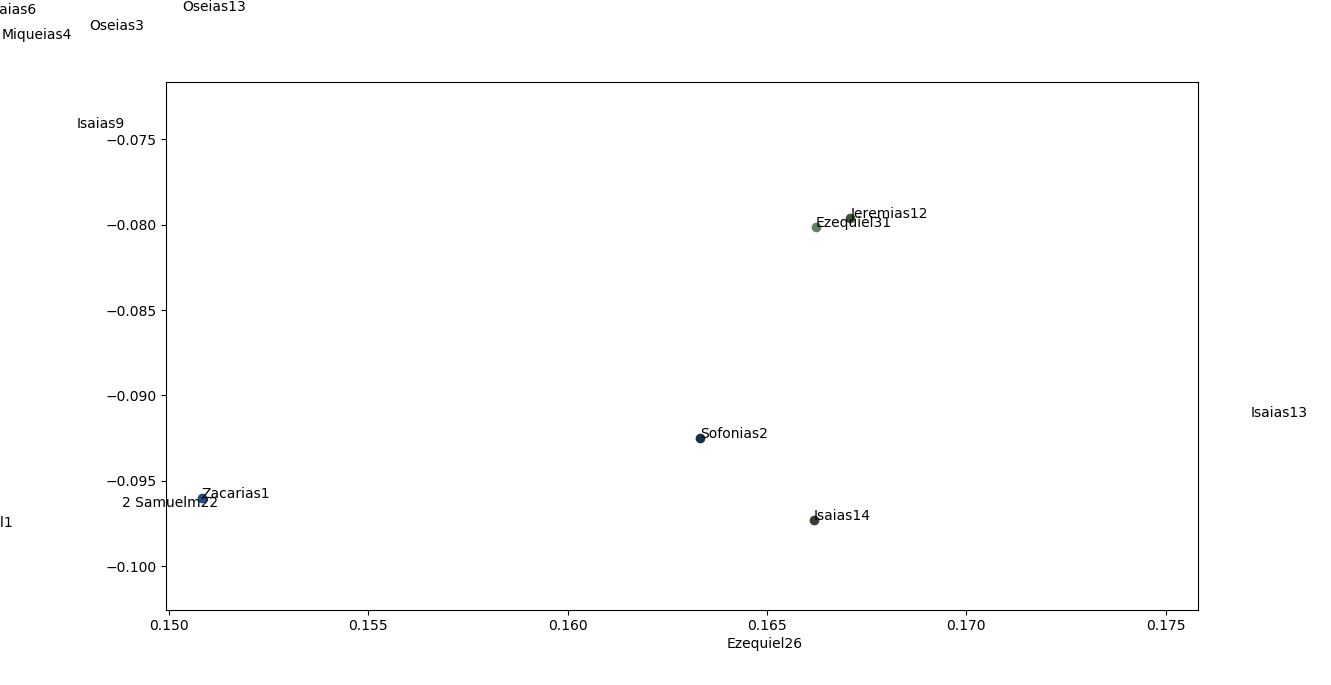 Oseias13
aias6
Oseias3
Miqueias4
Isaias9
−0.075
Jeremias12
Ezequiel31
−0.080
−0.085
−0.090
Isaias13
Sofonias2
−0.095
Zacarias1
2 Samuelm22
Isaias14
l1
−0.100
0.150 0.155 0.160 0.165 0.170 0.175
Ezequiel26